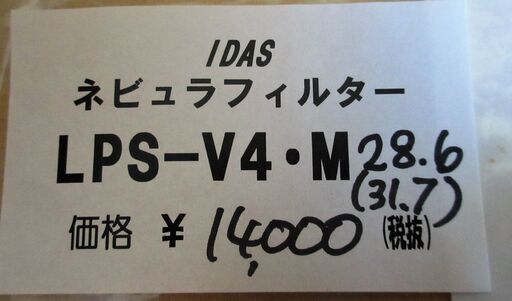 IDAS
ネビュラフィルター
LPS-V4・M 28.6
(31.7)
価格 ￥ 14,000 (税抜)